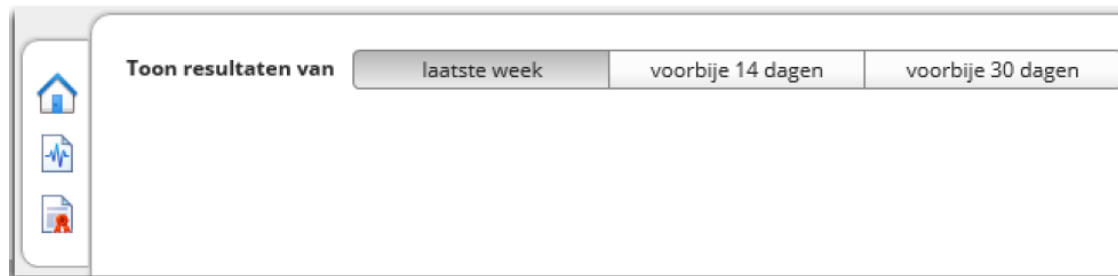 Toon resultaten van laatste week voorbije 14 dagen voorbije 30 dagen